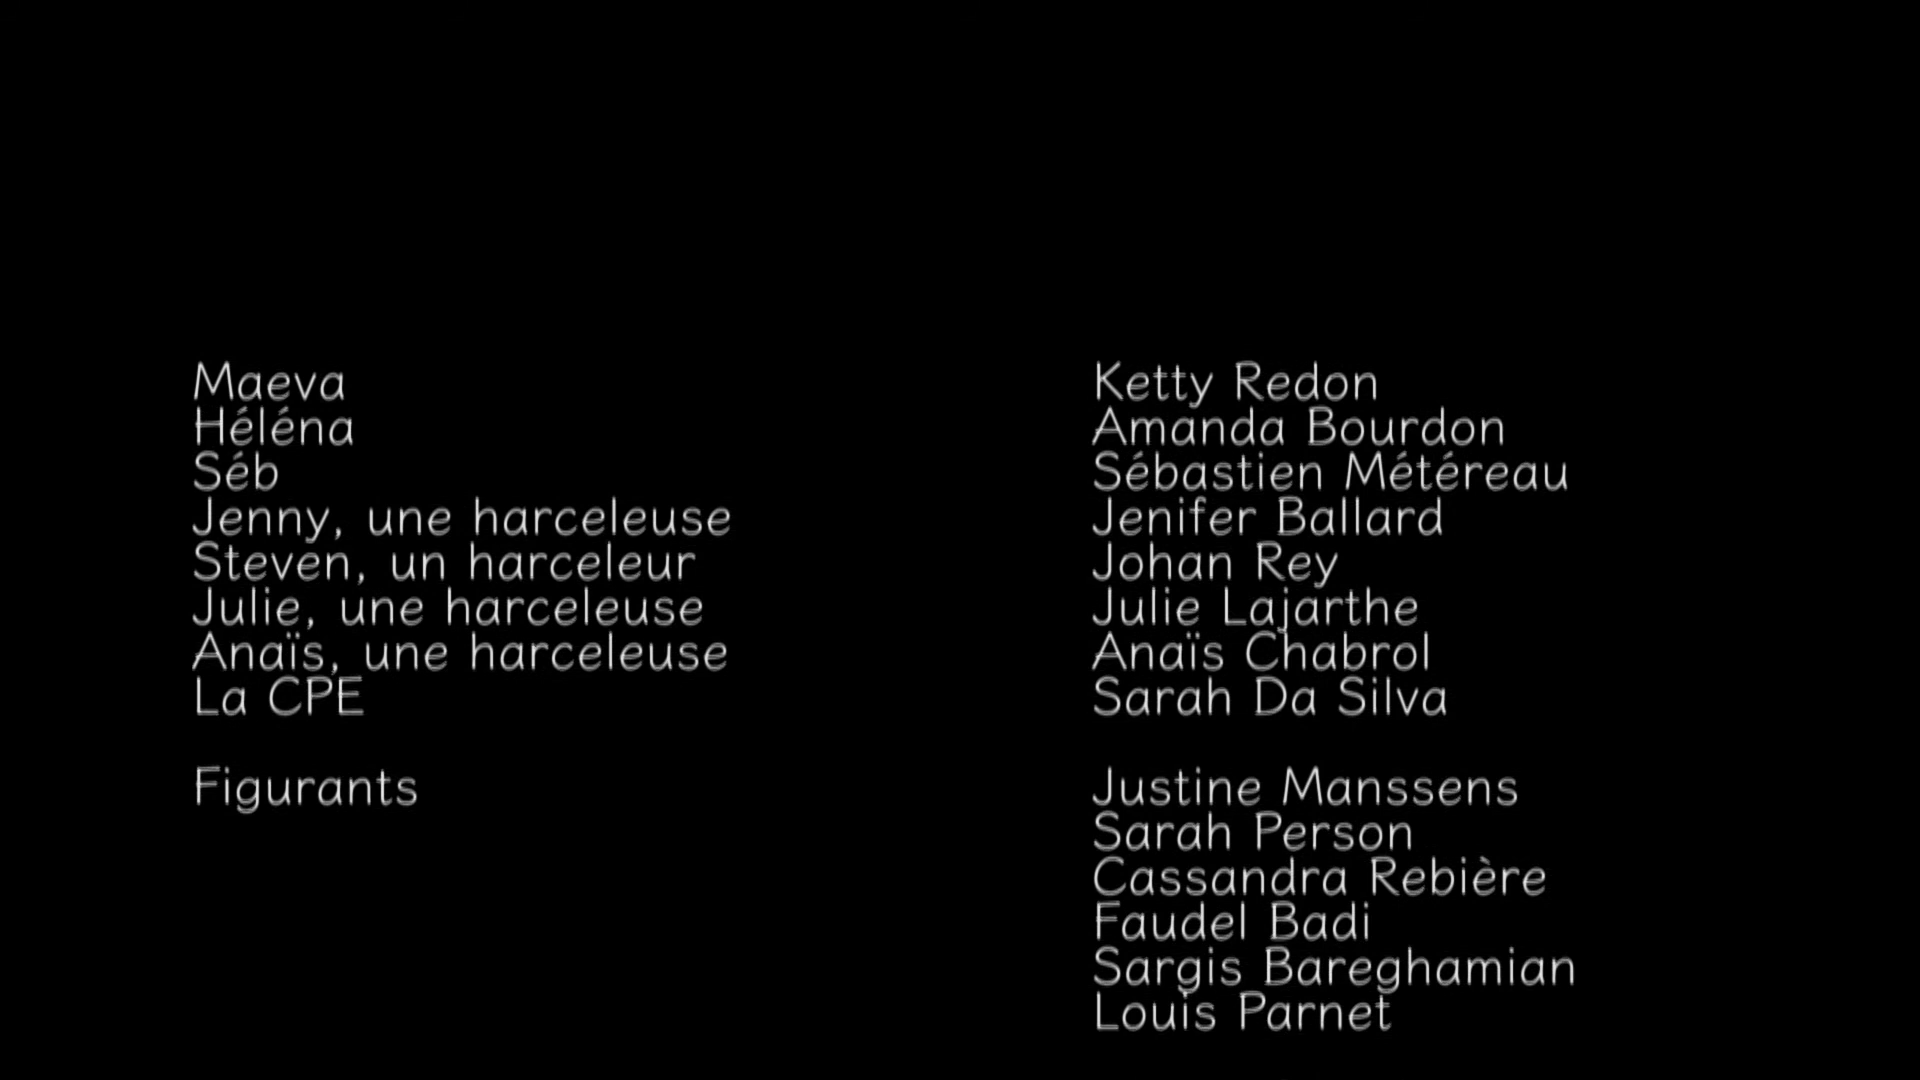 Maeva Ketty Redon
Héléna Amanda Bourdon
Séb Sébastien Météreau
Jenny, une harceleuse Jenifer Ballard
Steven, un harceleur Johan Rey
Julie, une harceleuse Julie Lajarthe
Anaïs, une harceleuse Anaïs Chabrol
La CPE Sarah Da Silva
Figurants Justine Manssens
Sarah Person
Cassandra Rebière
Faudel Badi
Sargis Bareghamian
Louis Parnet